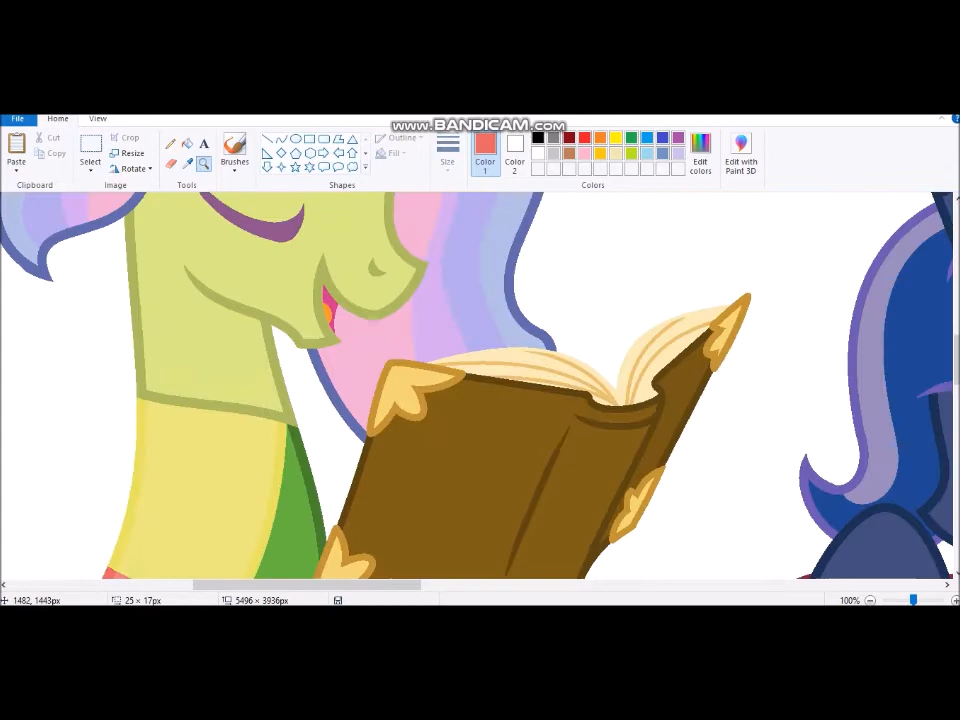 www.BANDICAM.com
File Home View
Paste
Cut
Copy
Clipboard
Select
Crop
Resize
Rotate
Image
A
Tools
Brushes
Outline
Fill
Shapes
Size
Color 1
Color 2
Edit colors
Colors
Edit with Paint 3D
1482, 1443px 25 × 17px 5496 × 3936px 100%